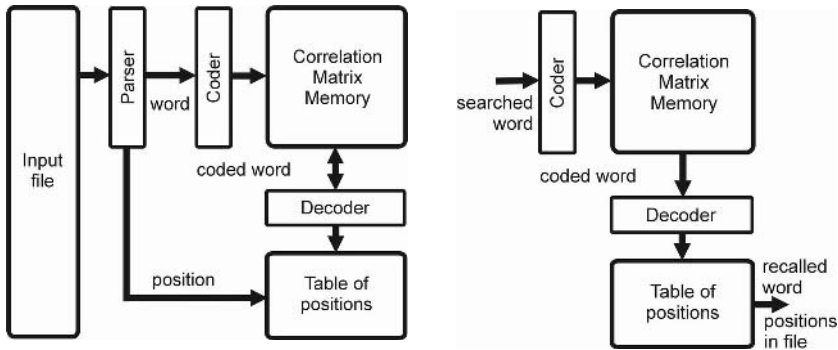 Input
file
Parser
word
Coder
Correlation
Matrix
Memory
coded word
Decoder
position
Table of
positions
searched
word
Coder
Correlation
Matrix
Memory
coded word
Decoder
Table of
positions
recalled
word
positions
in file